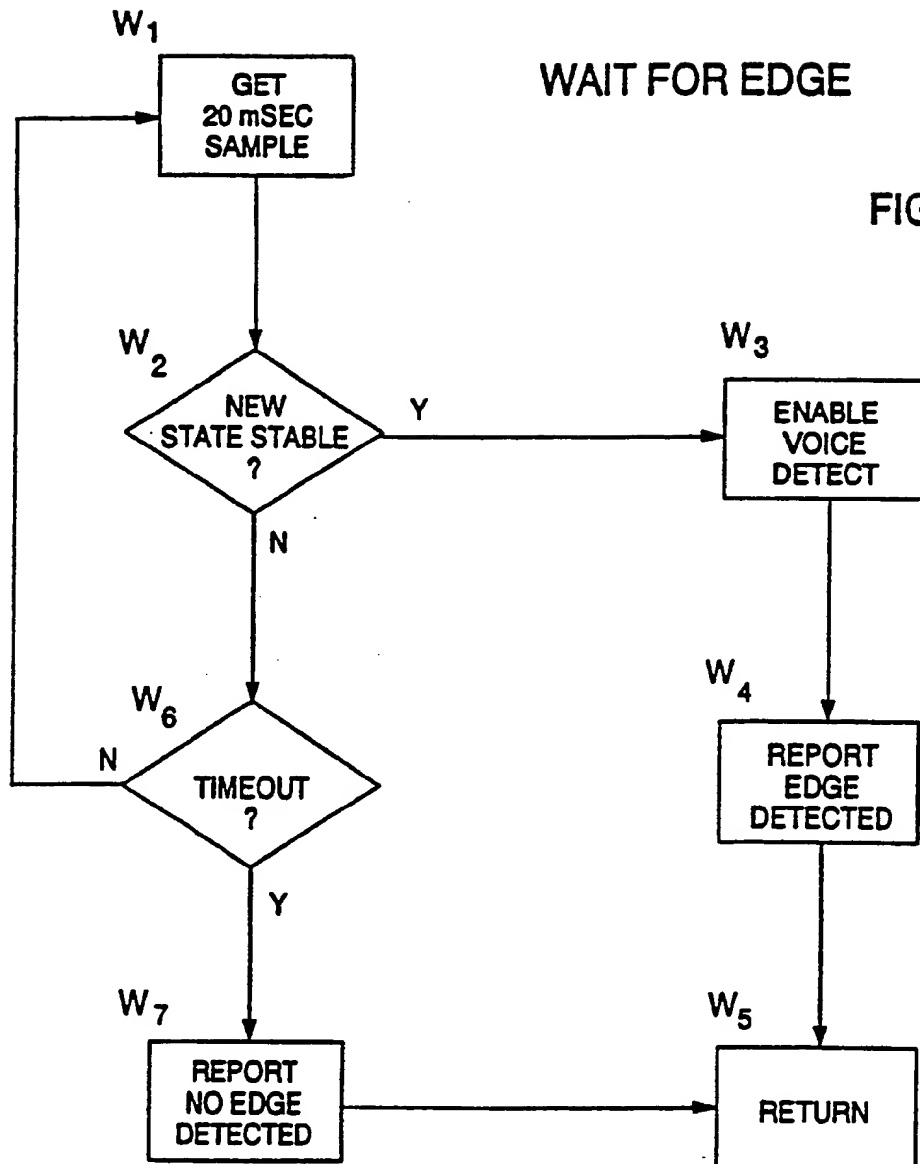 W1
GET
20 mSEC
SAMPLE
WAIT FOR EDGE
FIG
W2
NEW
STATE STABLE
?
Y
N
W3
ENABLE
VOICE
DETECT
W4
REPORT
EDGE
DETECTED
W6
N
TIMEOUT
?
Y
W7
REPORT
NO EDGE
DETECTED
W5
RETURN